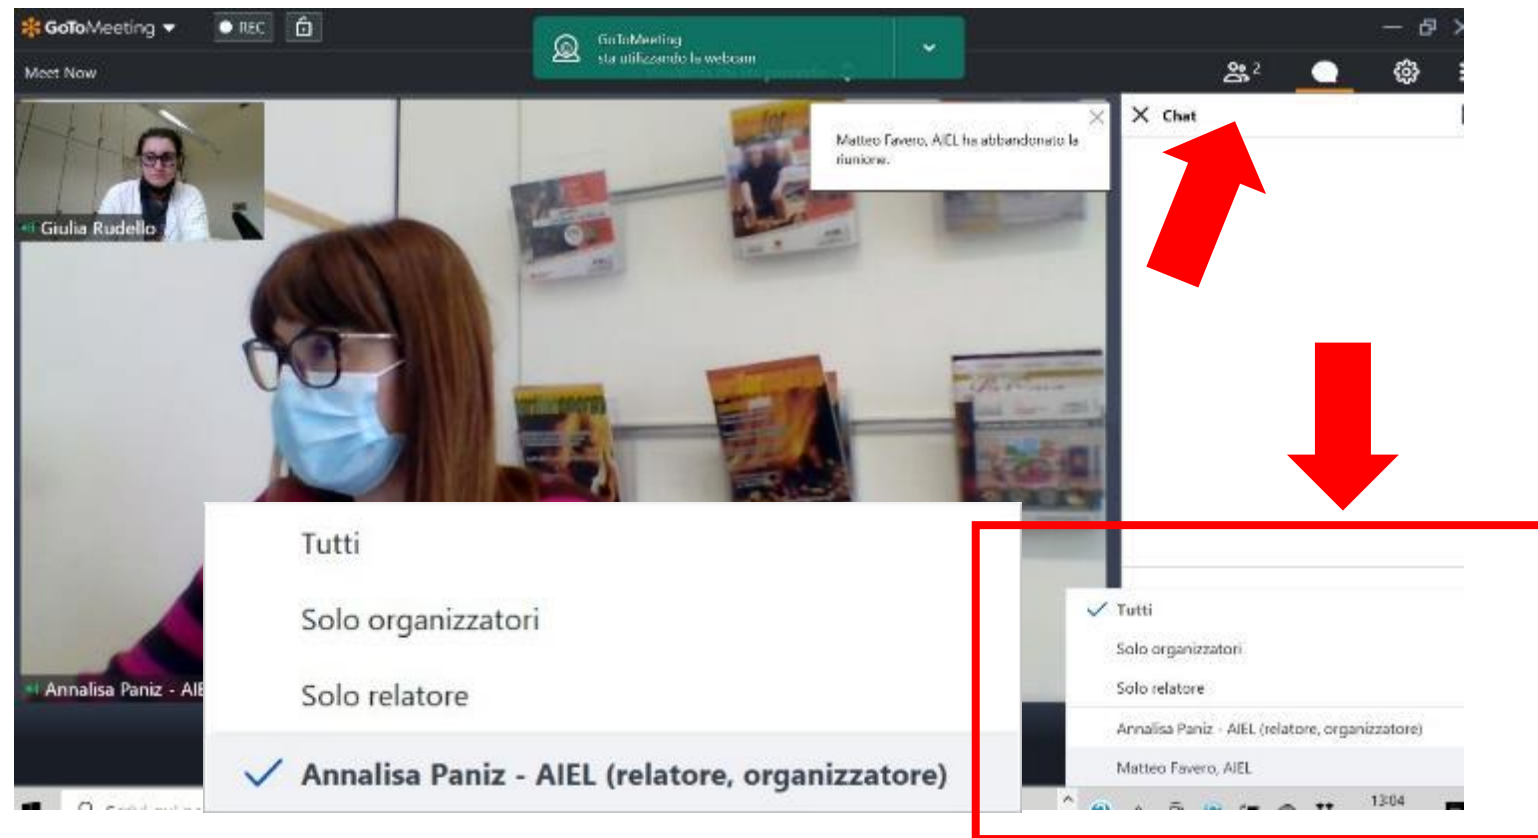 GoToMeeting
REC
GoToMeeting
sta utilizzando la webcam
Meet Now
2
Chat
Matteo Favero, AIEL ha abbandonato la
riunione.
Giulia Rudello
Annalisa Paniz - AIE
Tutti
Solo organizzatori
Solo relatore
Annalisa Paniz - AIEL (relatore, organizzatore)
Tutti
Solo organizzatori
Solo relatore
Annalisa Paniz - AIEL (relatore, organizzatore)
Matteo Favero, AIEL
13:04